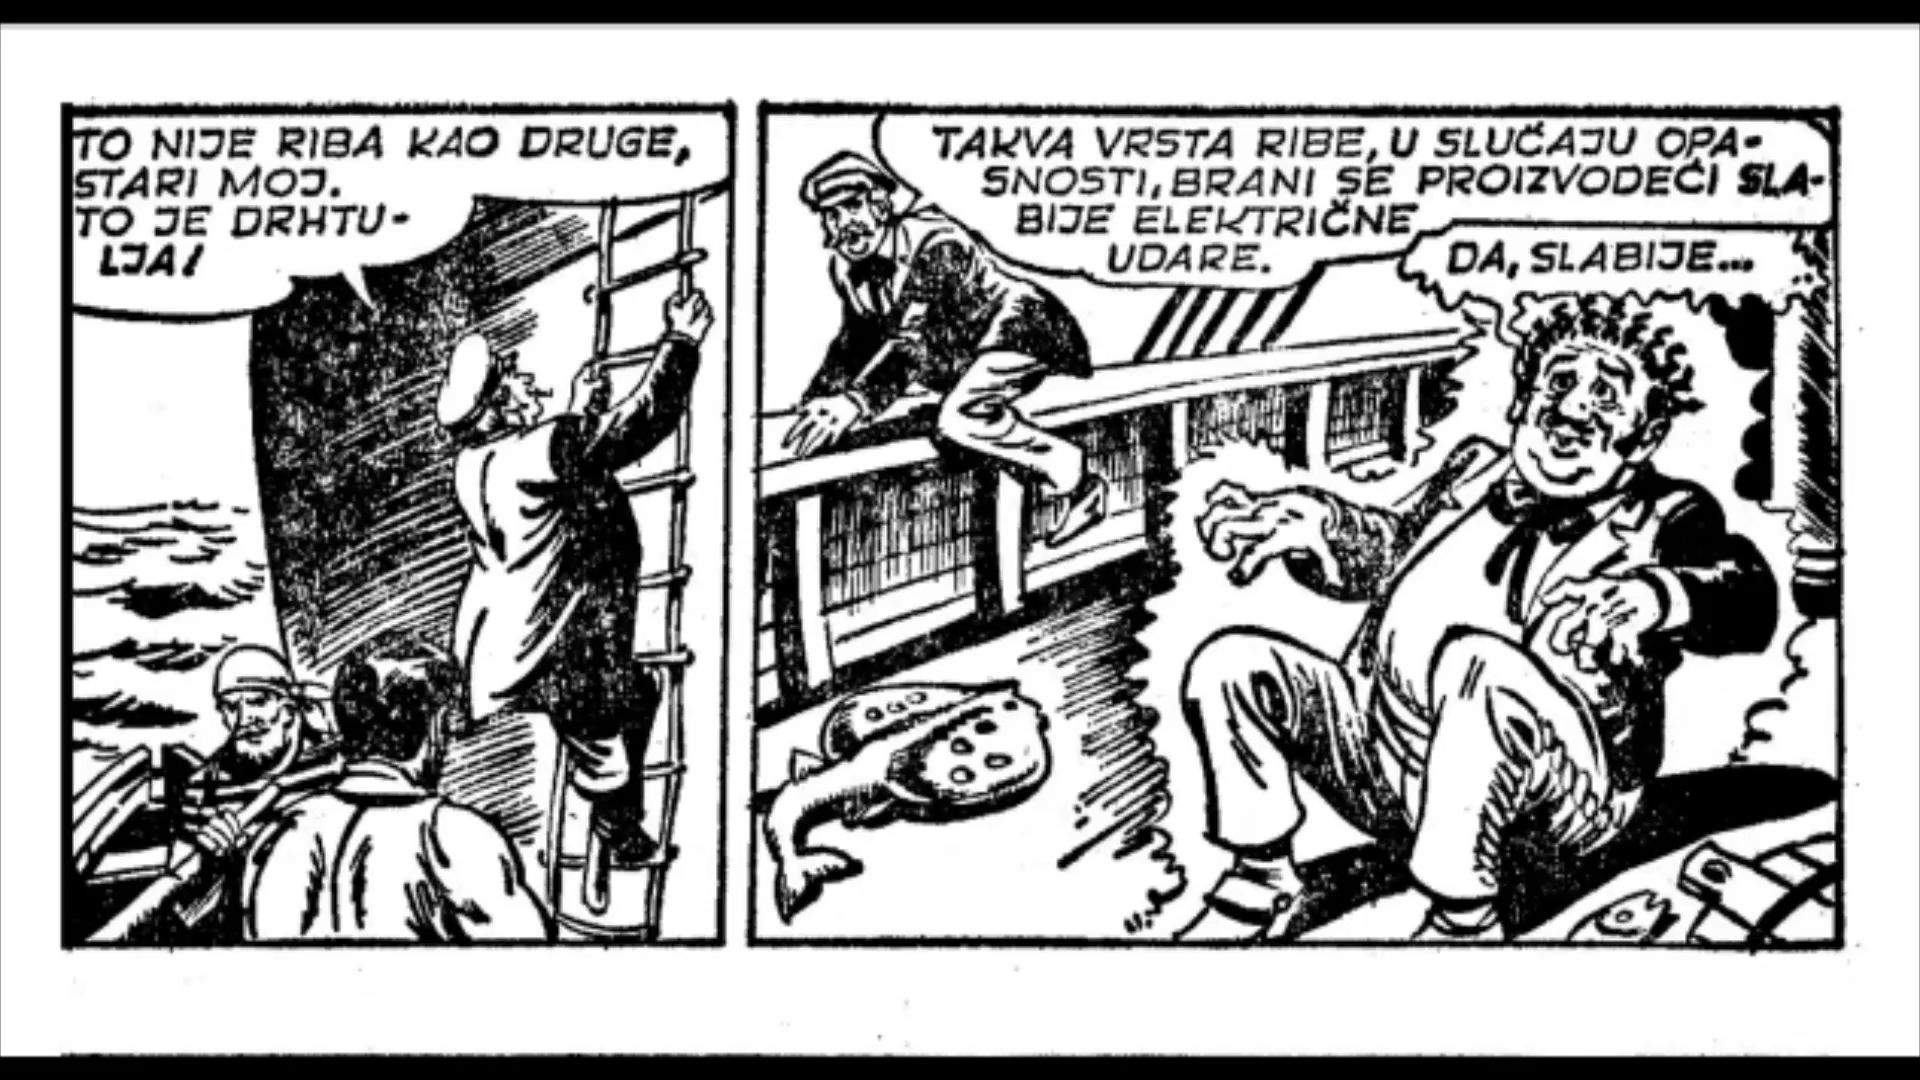 TO NIJE RIBA KAO DRUGE,
STARI MOJ.
TO JE DRHTU-
LJA!
TAKVA VRSTA RIBE, U SLUČAJU OPA-
SNOSTI, BRANI SE PROIZVODEĆI SLA-
BIJE ELEKTRIČNE
UDARE.
DA, SLABIJE...